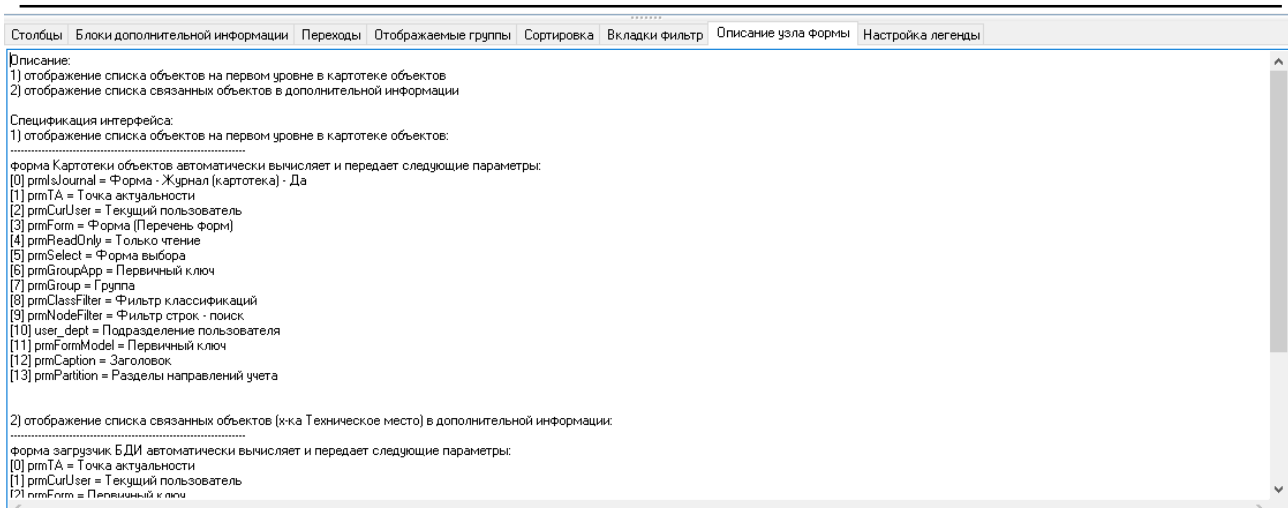 Столбцы Блоки дополнительной информации Переходы Отображаемые группы Сортировка Вкладки фильтр Описание узла формы Настройка легенды
Описание:
1) отображение списка объектов на первом уровне в картотеке объектов
2) отображение списка связанных объектов в дополнительной информации
Спецификация интерфейса:
1) отображение списка объектов на первом уровне в картотеке объектов:
-------------------------------------------------------------------
форма Картотеки объектов автоматически вычисляет и передает следующие параметры:
[0] prmIsJournal = Форма - Журнал (картотека) - Да
[1] prmTA = Точка актуальности
[2] prmCurUser = Текущий пользователь
[3] prmForm = Форма (Перечень форм)
[4] prmReadOnly = Только чтение
[5] prmSelect = Форма выбора
[6] prmGroupApp = Первичный ключ
[7] prmGroup = Группа
[8] prmClassFilter = Фильтр классификаций
[9] prmNodeFilter = Фильтр строк - поиск
[10] user_dept = Подразделение пользователя
[11] prmFormModel = Первичный ключ
[12] prmCaption = Заголовок
[13] prmPartition = Разделы направлений учета
2) отображение списка связанных объектов (х-ка Техническое место) в дополнительной информации:
-------------------------------------------------------------------
форма загрузчик БДИ автоматически вычисляет и передает следующие параметры:
[0] prmTA = Точка актуальности
[1] prmCurUser = Текущий пользователь
[2] prmForm = Первичный ключ